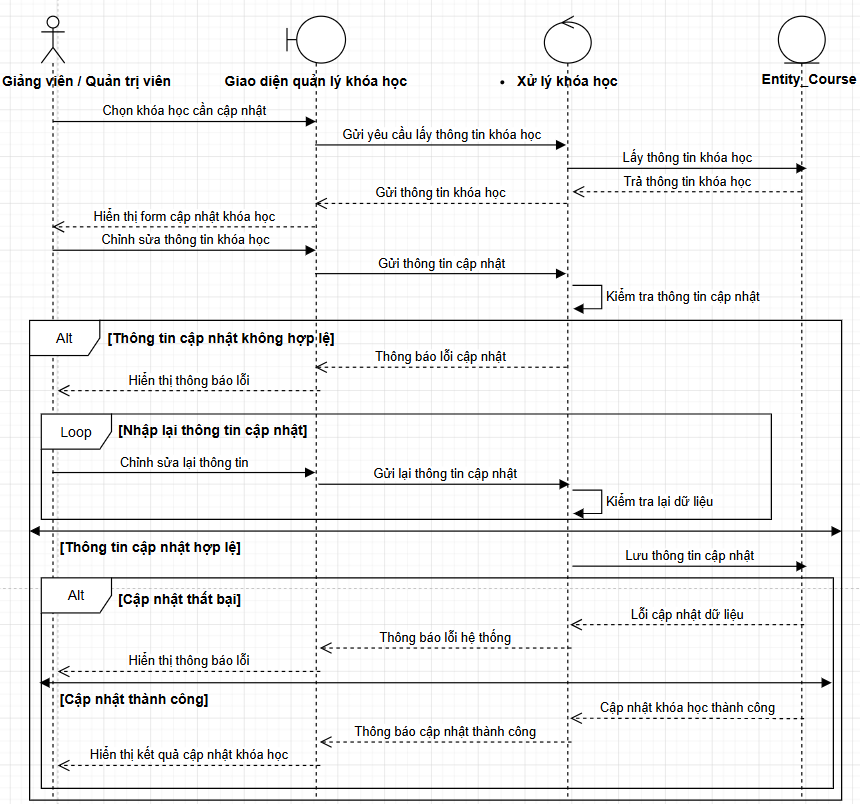 Giảng viên / Quản trị viên
Giao diện quản lý khóa học
• Xử lý khóa học
Entity_Course
Chọn khóa học cần cập nhật
Gửi yêu cầu lấy thông tin khóa học
Lấy thông tin khóa học
Trả thông tin khóa học
Gửi thông tin khóa học
Hiển thị form cập nhật khóa học
Chỉnh sửa thông tin khóa học
Gửi thông tin cập nhật
Kiểm tra thông tin cập nhật
Alt
[Thông tin cập nhật không hợp lệ]
Thông báo lỗi cập nhật
Hiển thị thông báo lỗi
Loop
[Nhập lại thông tin cập nhật]
Chỉnh sửa lại thông tin
Gửi lại thông tin cập nhật
Kiểm tra lại dữ liệu
[Thông tin cập nhật hợp lệ]
Lưu thông tin cập nhật
Alt
[Cập nhật thất bại]
Lỗi cập nhật dữ liệu
Thông báo lỗi hệ thống
Hiển thị thông báo lỗi
[Cập nhật thành công]
Cập nhật khóa học thành công
Thông báo cập nhật thành công
Hiển thị kết quả cập nhật khóa học